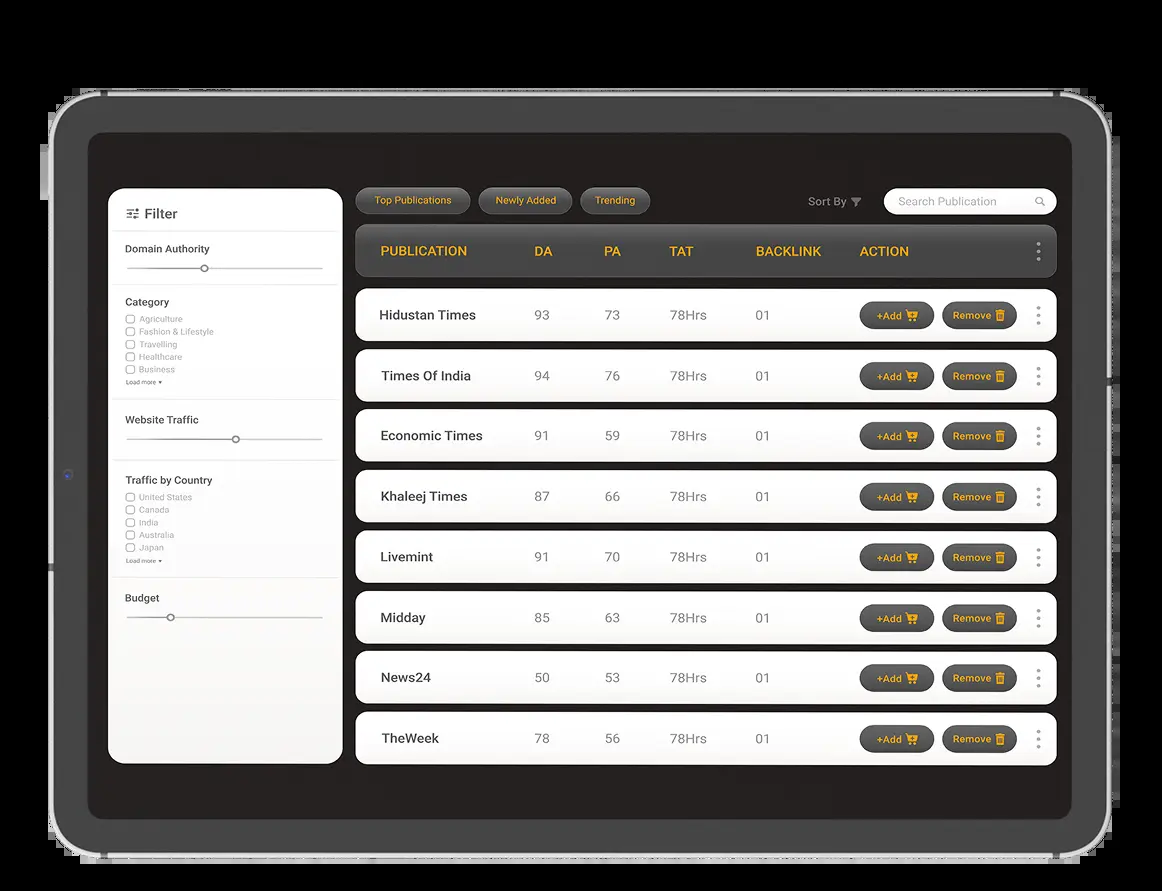 Filter
Domain Authority
Category
Agriculture
Fashion & Lifestyle
Travelling
Healthcare
Business
Load more
Website Traffic
Traffic by Country
United States
Canada
India
Australia
Japan
Load more
Budget
Top Publications Newly Added Trending Sort By Search Publication
PUBLICATION DA PA TAT BACKLINK ACTION
Hidustan Times 93 73 78Hrs 01 +Add Remove
Times Of India 94 76 78Hrs 01 +Add Remove
Economic Times 91 59 78Hrs 01 +Add Remove
Khaleej Times 87 66 78Hrs 01 +Add Remove
Livemint 91 70 78Hrs 01 +Add Remove
Midday 85 63 78Hrs 01 +Add Remove
News24 50 53 78Hrs 01 +Add Remove
TheWeek 78 56 78Hrs 01 +Add Remove